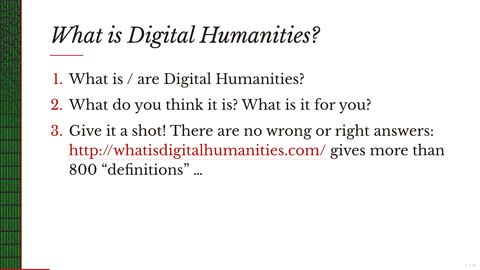 What is Digital Humanities?
1. What is / are Digital Humanities?
2. What do you think it is? What is it for you?
3. Give it a shot! There are no wrong or right answers:
http://whatisdigitalhumanities.com/ gives more than
800 “definitions” ...